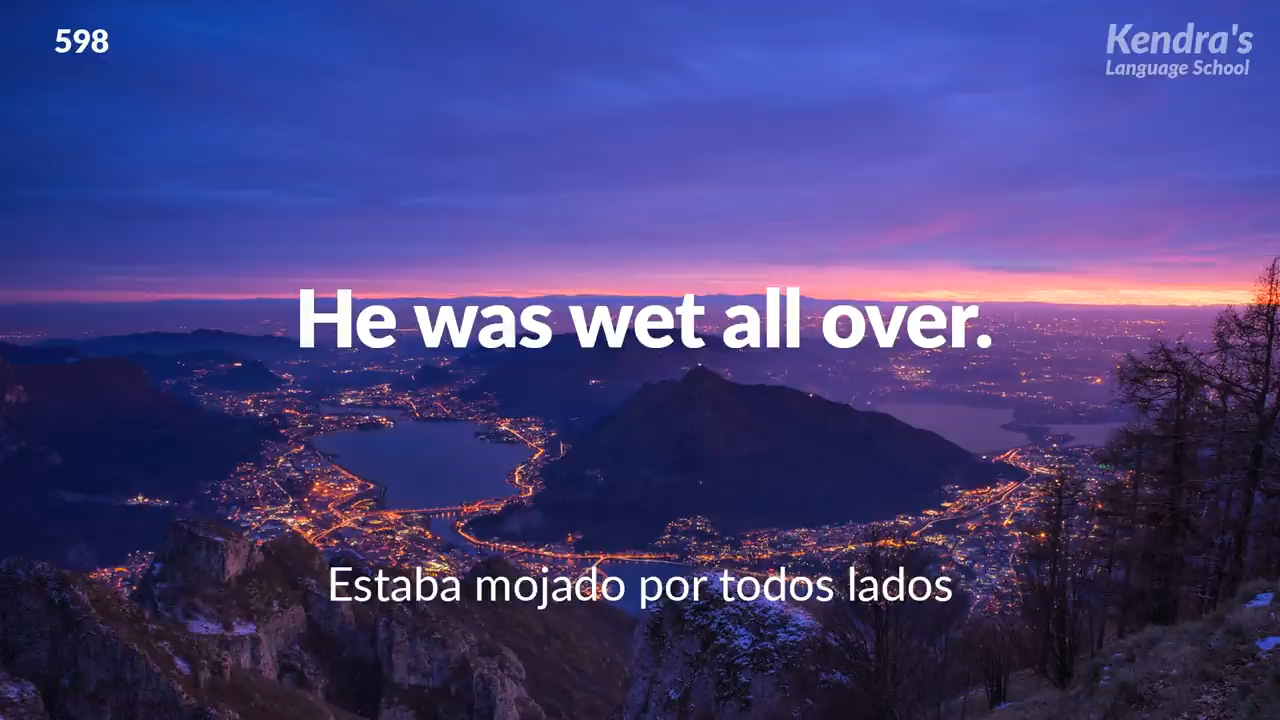 598
Kendra's
Language School
He was wet all over.
Estaba mojado por todos lados